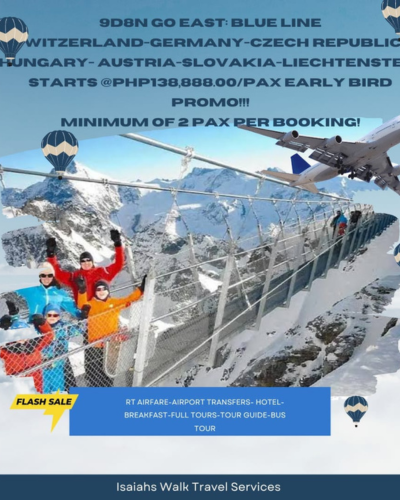 9D8N GO EAST: BLUE LINE
WITZERLAND-GERMANY-CZECH REPUBLIC
HUNGARY- AUSTRIA-SLOVAKIA-LIECHTENSTE
STARTS @PHP138,888.00/PAX EARLY BIRD
PROMO!!!
MINIMUM OF 2 PAX PER BOOKING!
FLASH SALE
RT AIRFARE-AIRPORT TRANSFERS- HOTEL-
BREAKFAST-FULL TOURS-TOUR GUIDE-BUS
TOUR
Isaiahs Walk Travel Services